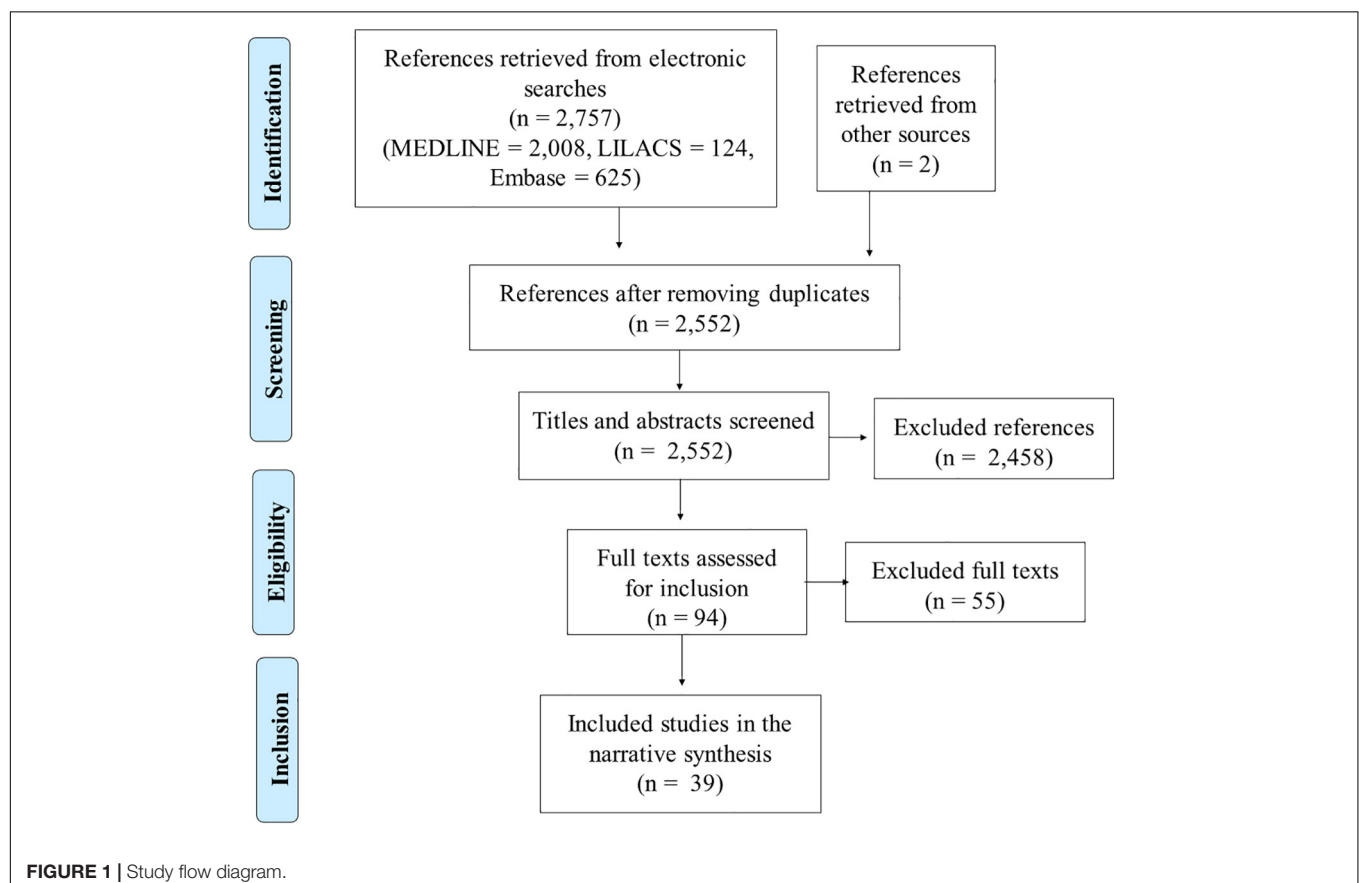 Identification
References retrieved from electronic
searches
(n = 2,757)
(MEDLINE = 2,008, LILACS = 124,
Embase = 625)
References
retrieved from
other sources
(n = 2)
Screening
References after removing duplicates
(n = 2,552)
Titles and abstracts screened
(n = 2,552)
Excluded references
(n = 2,458)
Eligibility
Full texts assessed
for inclusion
(n = 94)
Excluded full texts
(n = 55)
Inclusion
Included studies in the
narrative synthesis
(n = 39)
FIGURE 1 | Study flow diagram.